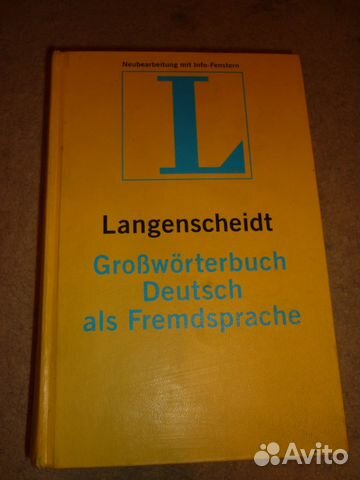 Neubearbeitung mit Info-Fenstern
L
Langenscheidt
Großwörterbuch
Deutsch
als Fremdsprache
Avito